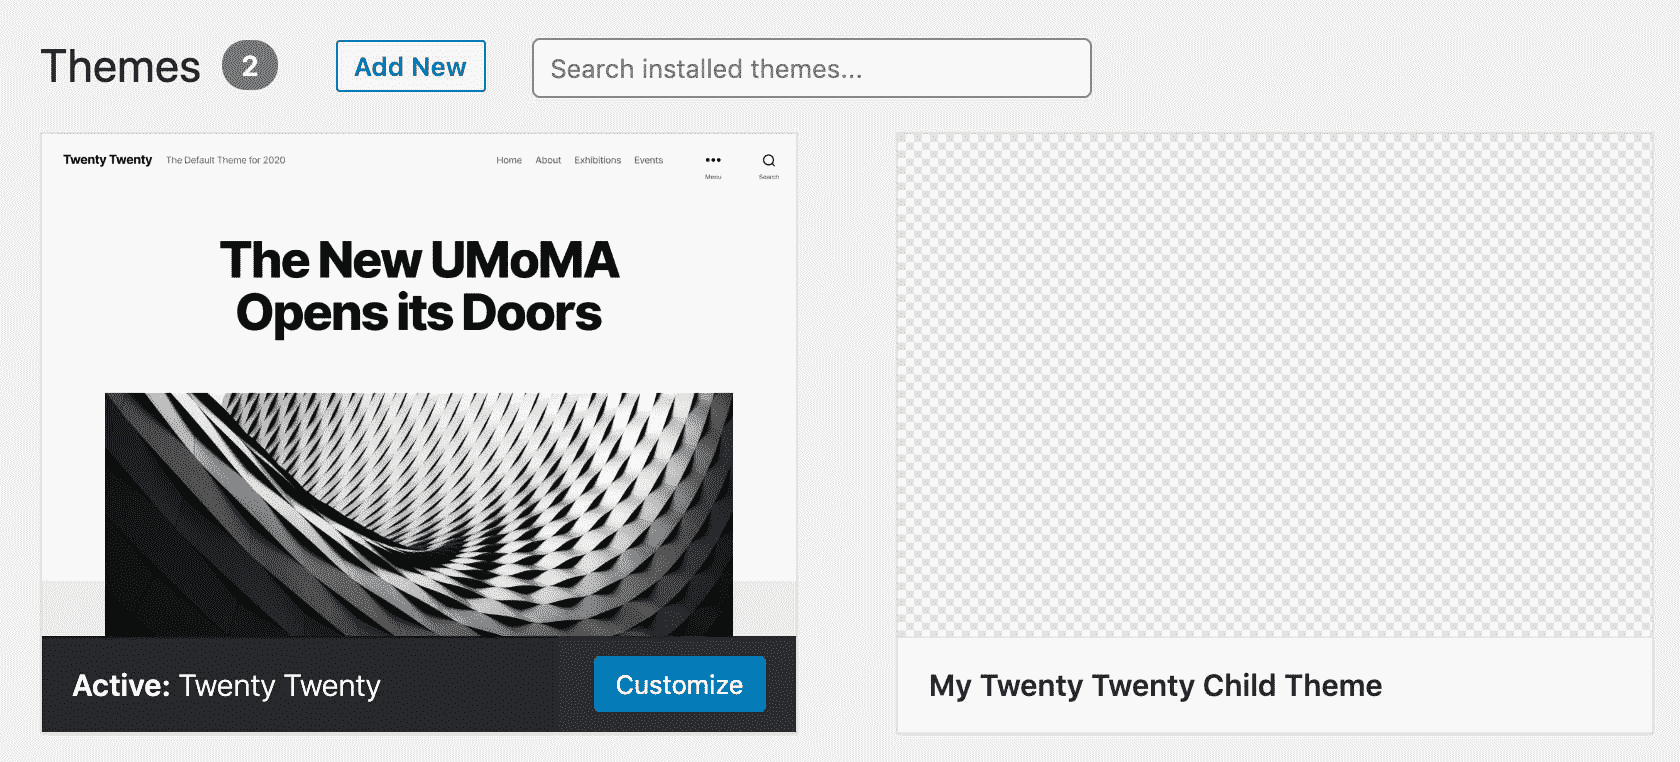 Themes 2 Add New Search installed themes...
Twenty Twenty The Default Theme for 2020 Home About Exhibitions Events Menu Search
The New UMoMA
Opens its Doors
Active: Twenty Twenty Customize
My Twenty Twenty Child Theme